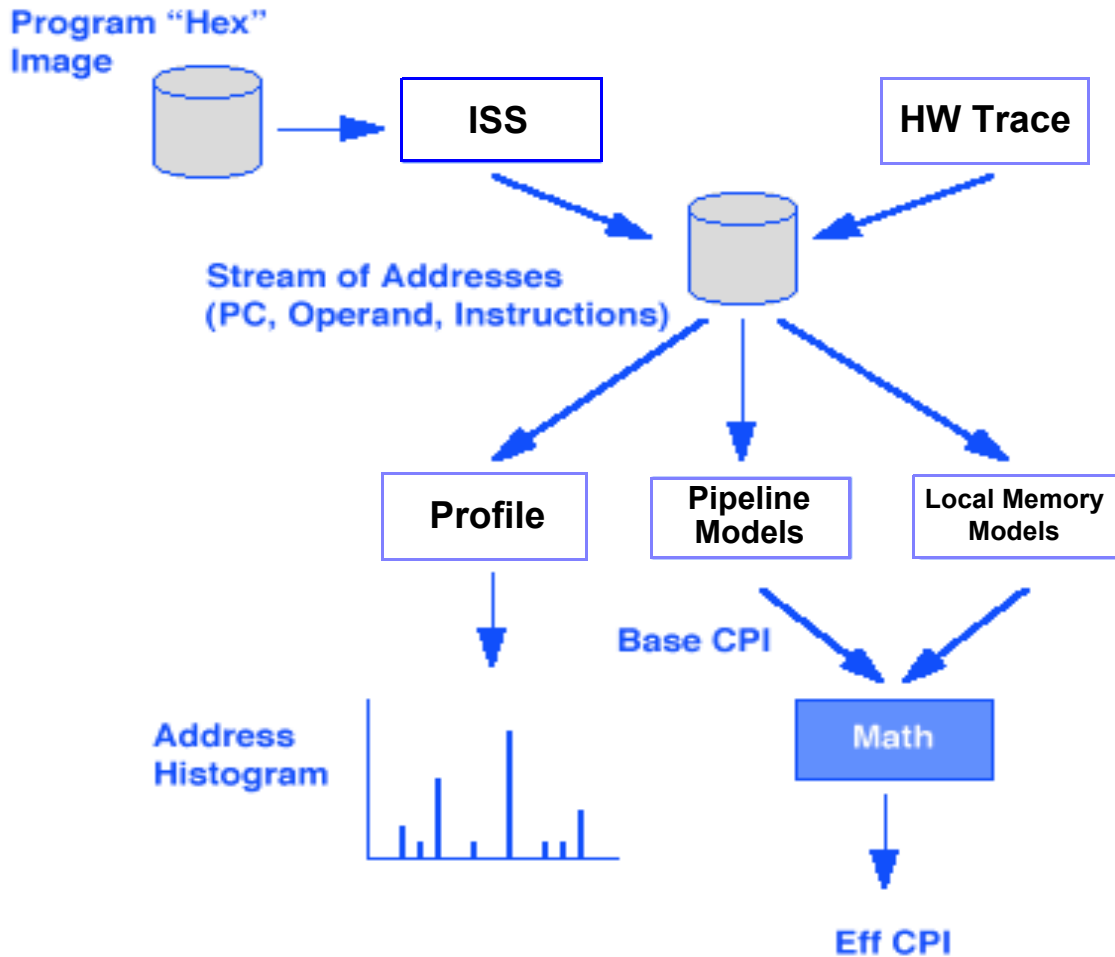 Program “Hex”
Image
ISS
HW Trace
Stream of Addresses
(PC, Operand, Instructions)
Profile
Pipeline
Models
Local Memory
Models
Base CPI
Address
Histogram
Math
Eff CPI